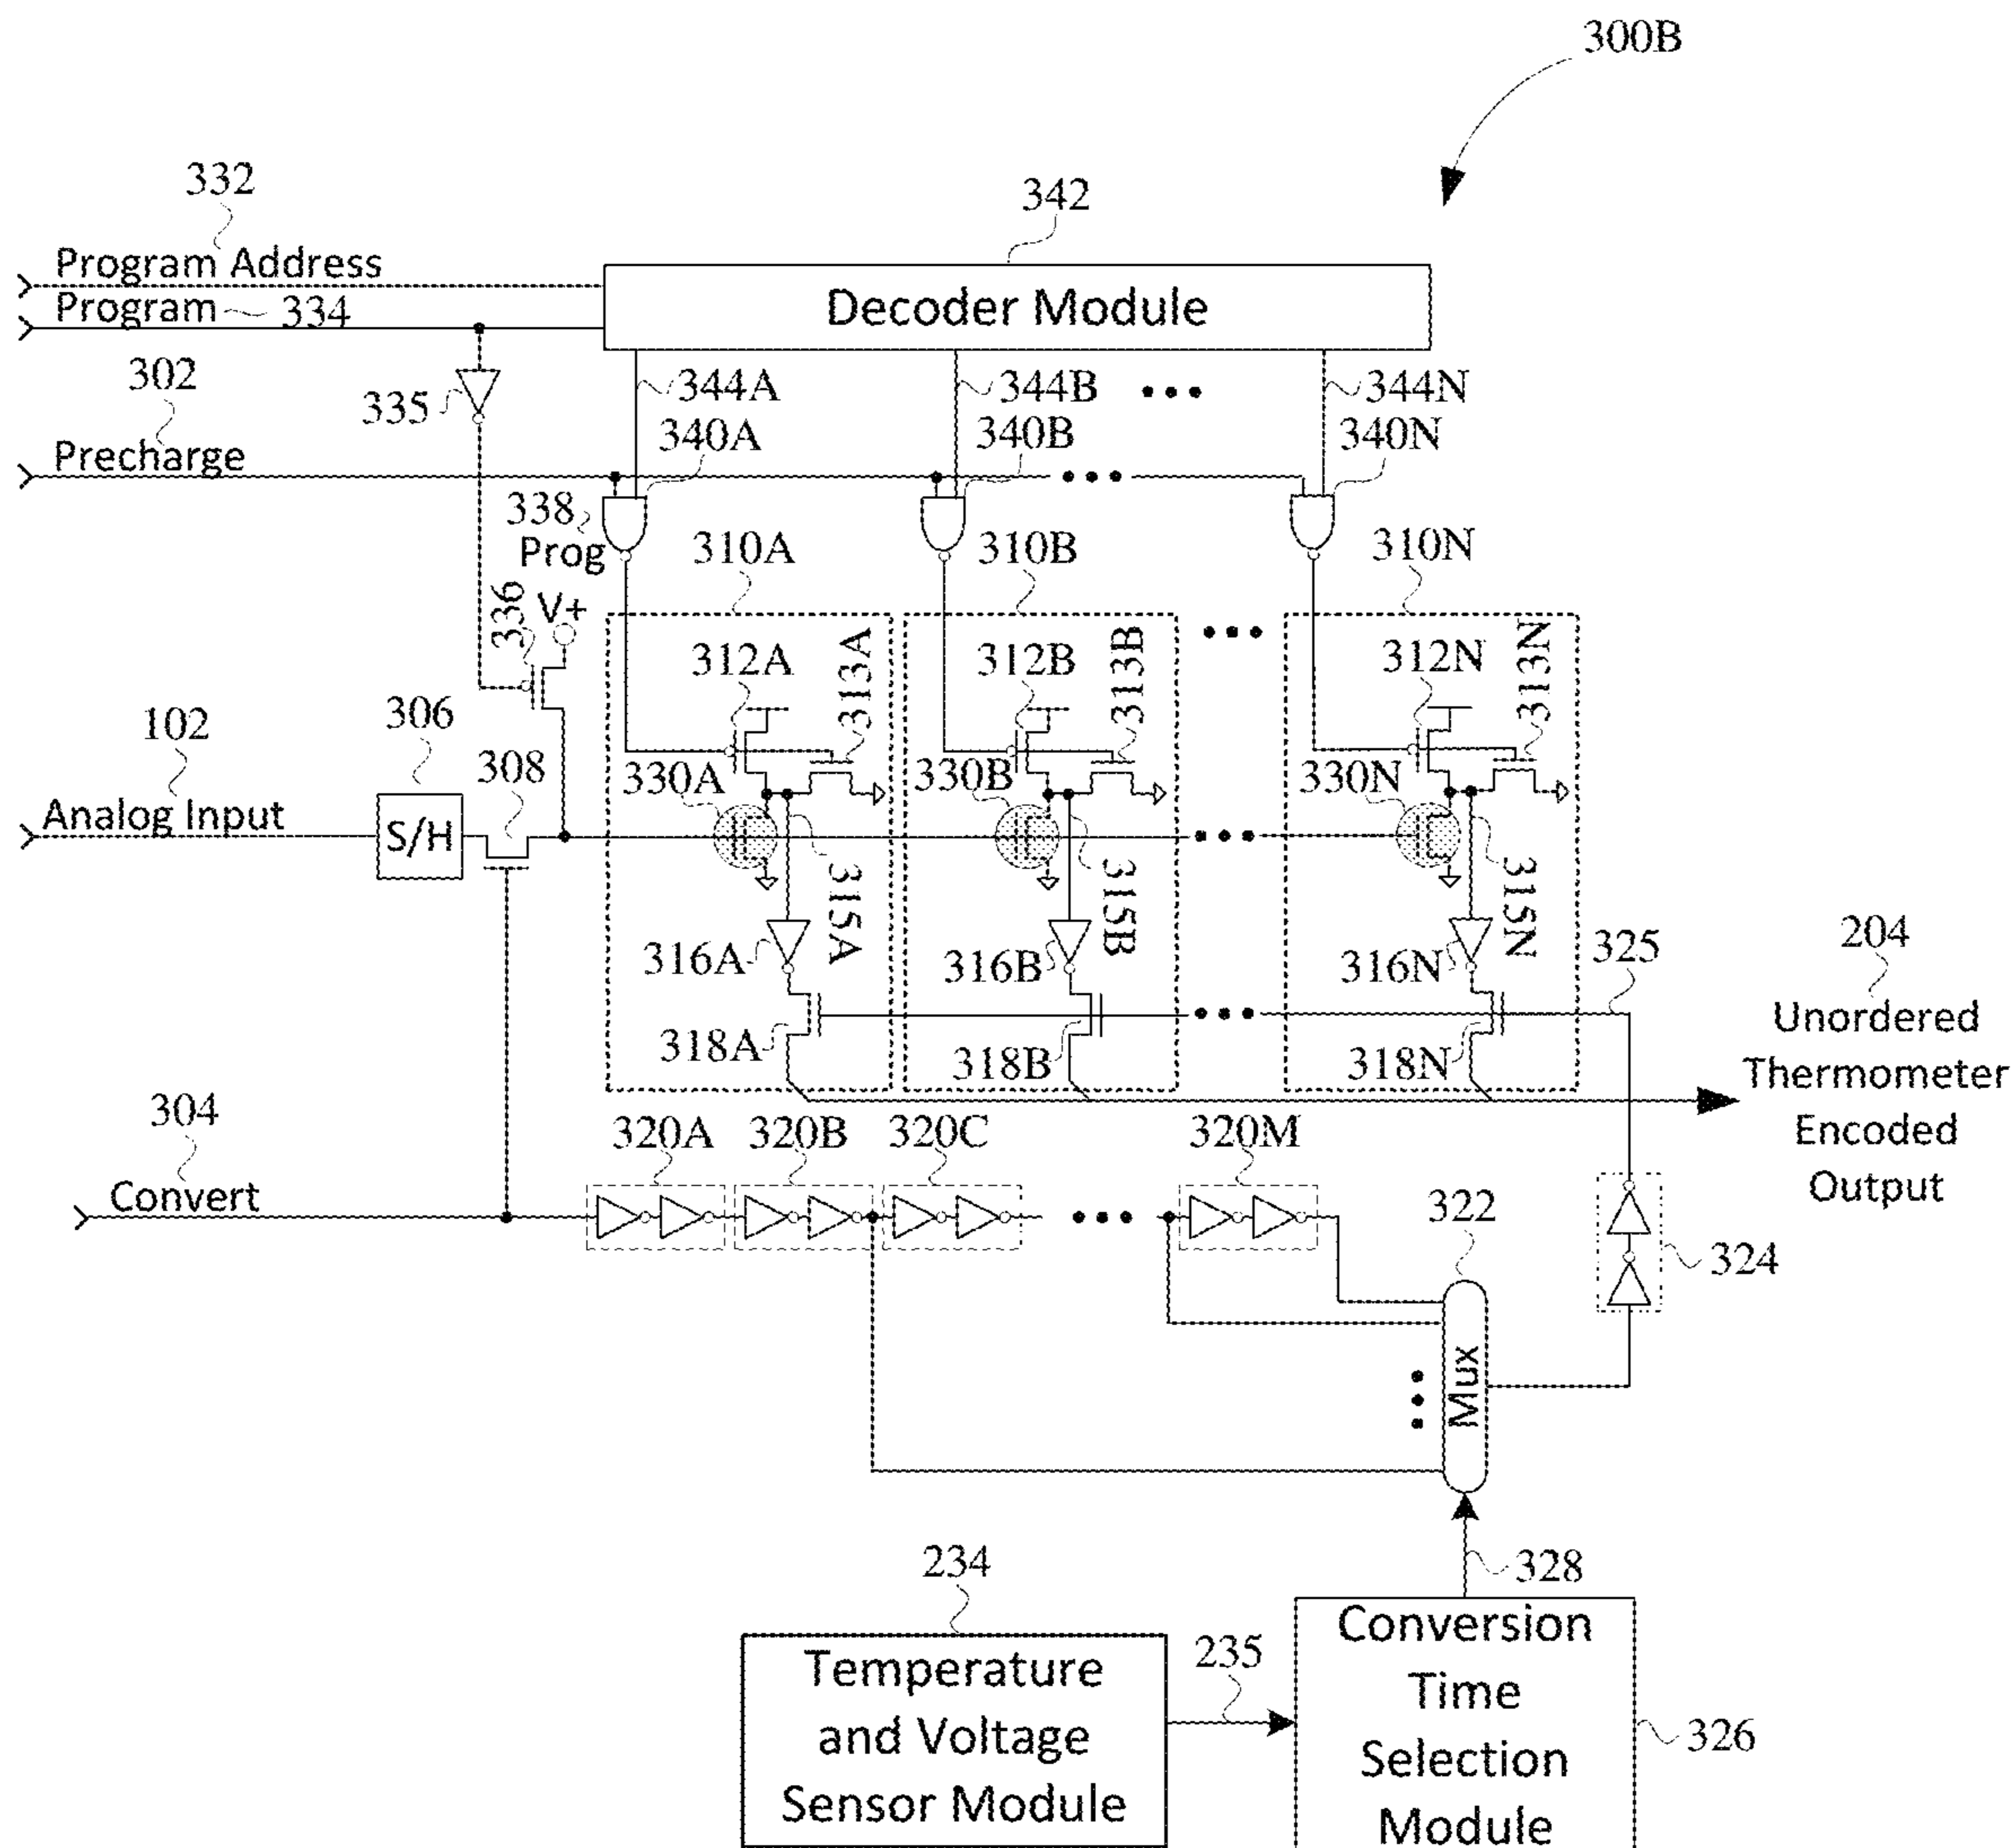 300B
332
Program Address
342
Decoder Module
Program 334
302
335
344A
344B
344N
340A
340B
340N
Precharge
338
Prog
310A
310B
310N
336
V+
312A
313A
312B
313B
312N
313N
102
306
308
330A
330B
330N
Analog Input
S/H
315A
315B
315N
316A
316B
316N
325
204
318A
318B
318N
Unordered
Thermometer
Encoded
Output
304
320A
320B
320C
320M
Convert
322
324
Mux
234
328
Temperature
and Voltage
Sensor Module
235
Conversion
Time
Selection
Module
326